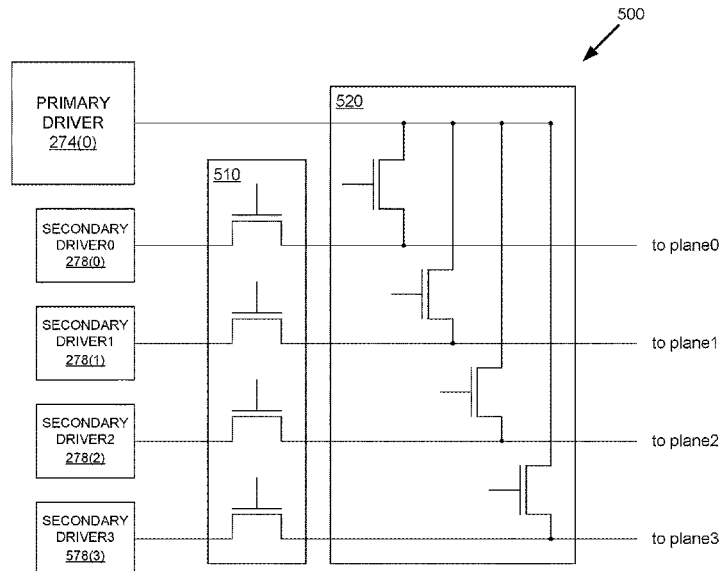 500
PRIMARY
DRIVER
274(0)
520
510
SECONDARY
DRIVER0
278(0)
to plane0
SECONDARY
DRIVER1
278(1)
to plane1
SECONDARY
DRIVER2
278(2)
to plane2
SECONDARY
DRIVER3
578(3)
to plane3